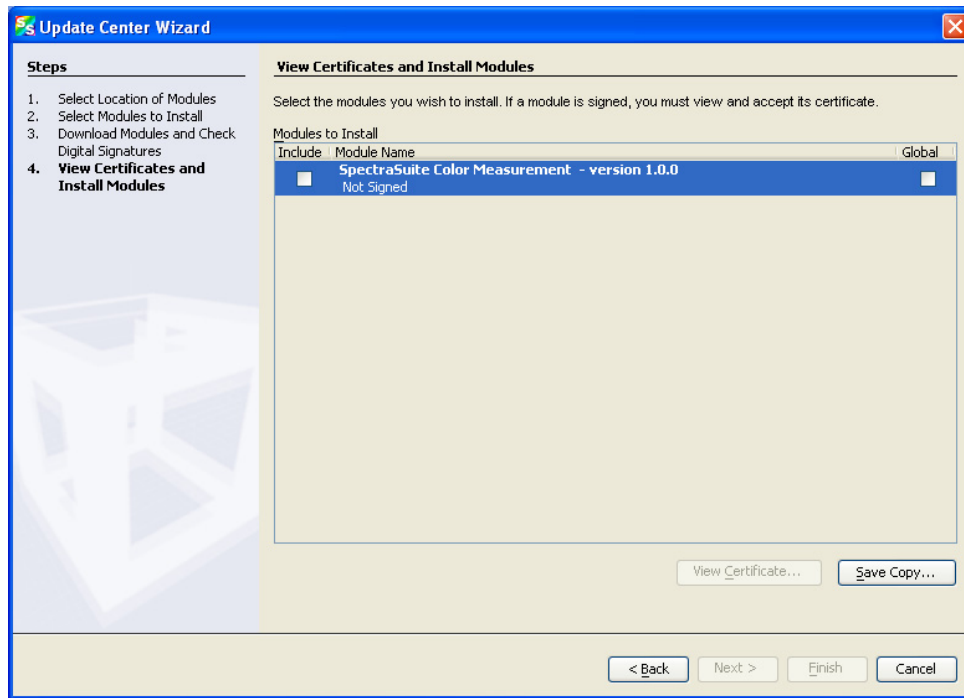 Update Center Wizard
Steps
1. Select Location of Modules
2. Select Modules to Install
3. Download Modules and Check
Digital Signatures
4. View Certificates and
Install Modules
View Certificates and Install Modules
Select the modules you wish to install. If a module is signed, you must view and accept its certificate.
Modules to Install
Include Module Name Global
SpectraSuite Color Measurement - version 1.0.0
Not Signed
View Certificate...
Save Copy...
< Back
Next >
Finish
Cancel